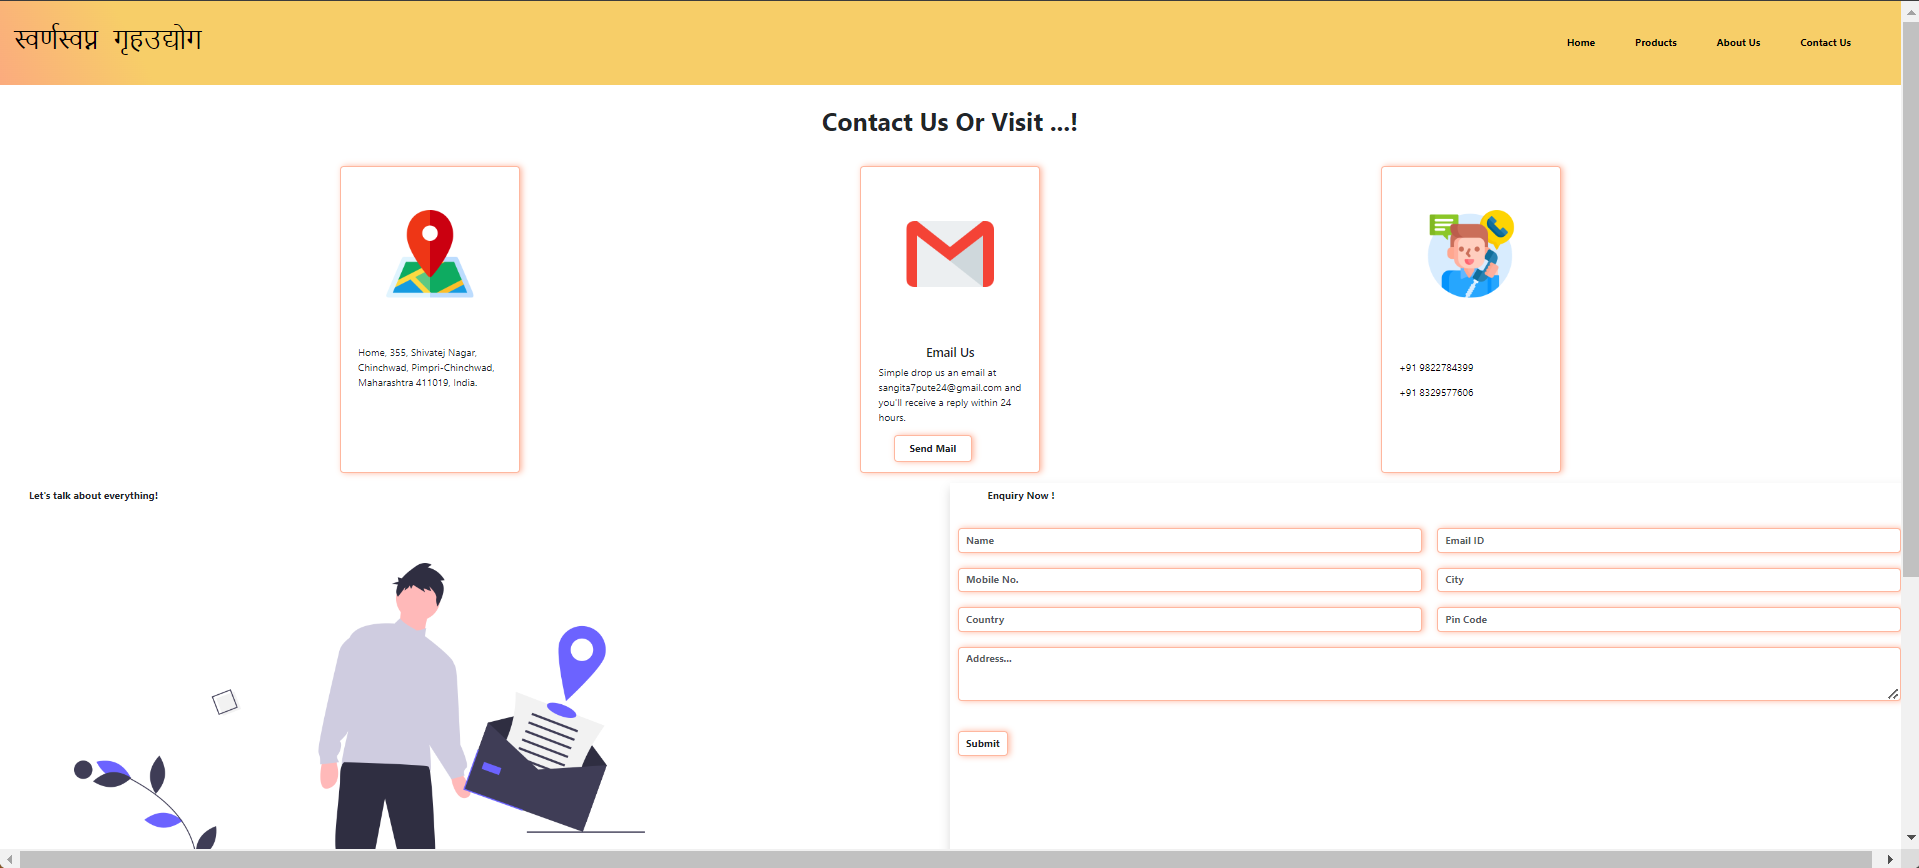 स्वर्णस्वप्न गृहउद्योग
Home Products About Us Contact Us
Contact Us Or Visit ...!
Home, 355, Shivatej Nagar,
Chinchwad, Pimpri-Chinchwad,
Maharashtra 411019, India.
Email Us
Simple drop us an email at
sangita7pute24@gmail.com and
you'll receive a reply within 24
hours.
Send Mail
+91 9822784399
+91 8329577606
Let's talk about everything!
Enquiry Now !
Name
Email ID
Mobile No.
City
Country
Pin Code
Address...
Submit